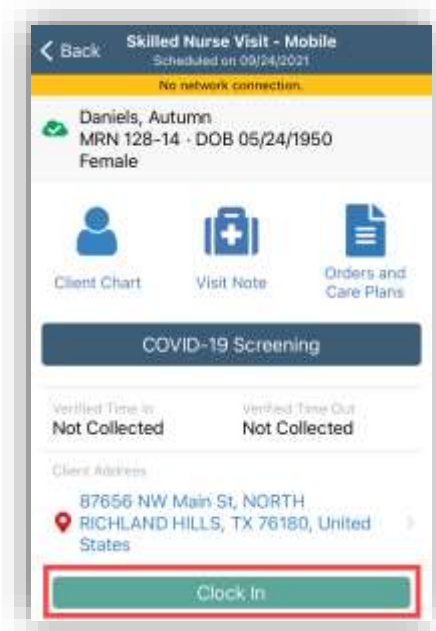 Back
Skilled Nurse Visit - Mobile
Scheduled on 09/24/2021
No network connection.
Daniels, Autumn
MRN 128-14 · DOB 05/24/1950
Female
Client Chart
Visit Note
Orders and
Care Plans
COVID-19 Screening
Verified Time In
Verified Time Out
Not Collected
Not Collected
Client Address
87656 NW Main St, NORTH
RICHLAND HILLS, TX 76180, United
States
Clock In